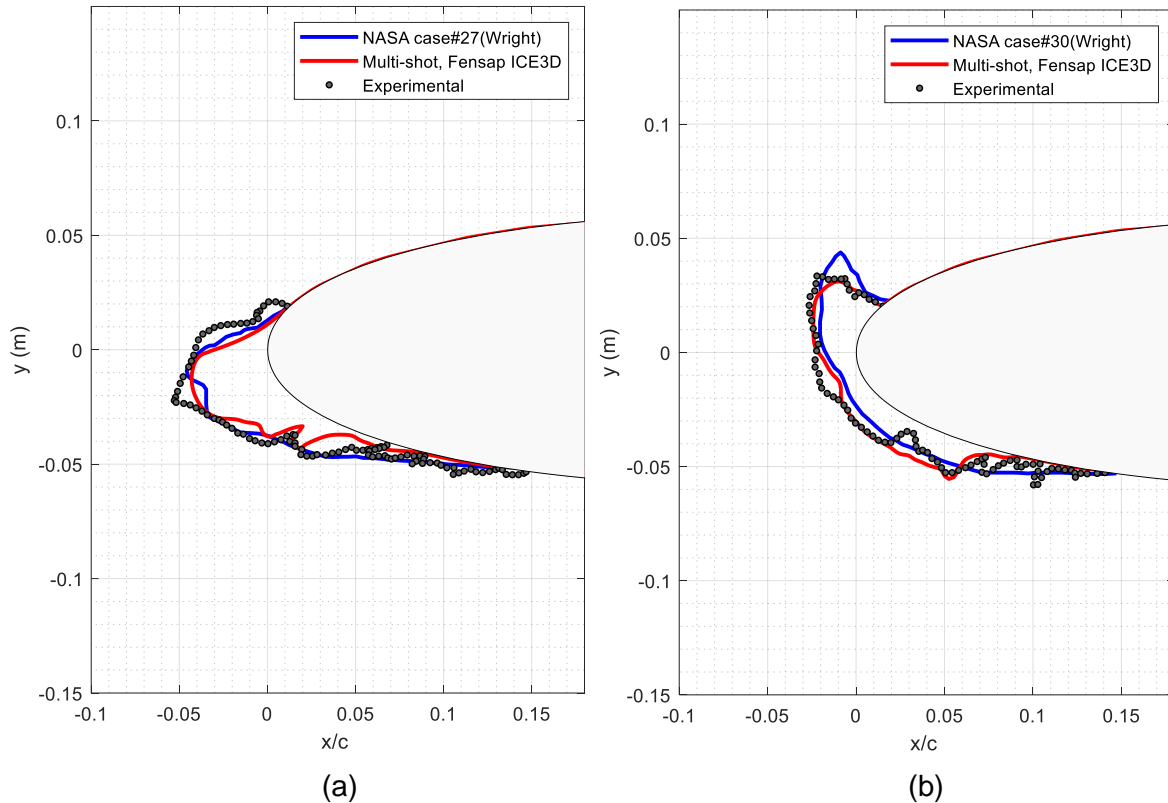 NASA case#27(Wright)
Multi-shot, Fensap ICE3D
Experimental
0.1
0.05
0
-0.05
-0.1
-0.15
y (m)
-0.1
-0.05
0
0.05
0.1
0.15
x/c
(a)
NASA case#30(Wright)
Multi-shot, Fensap ICE3D
Experimental
0.1
0.05
0
-0.05
-0.1
-0.15
y (m)
-0.1
-0.05
0
0.05
0.1
0.15
x/c
(b)